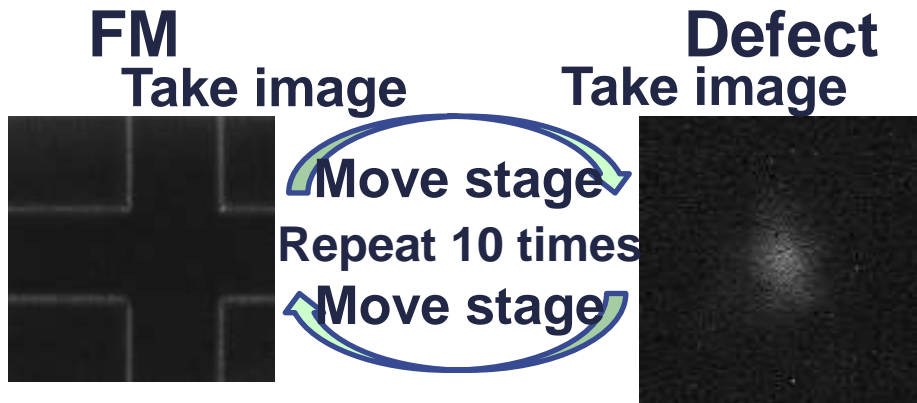 FM
Defect
Take image
Take image
Move stage
Repeat 10 times
Move stage